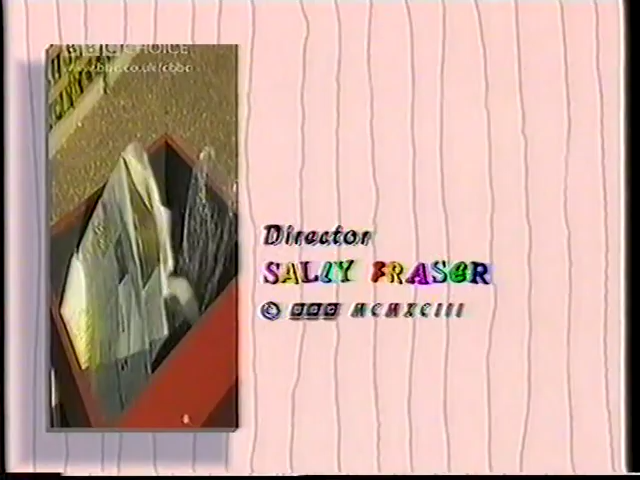 BBC CHOICE
www.bbc.co.uk/cbbc
Director
SALLY FRASER
© BBC MCMXCIII